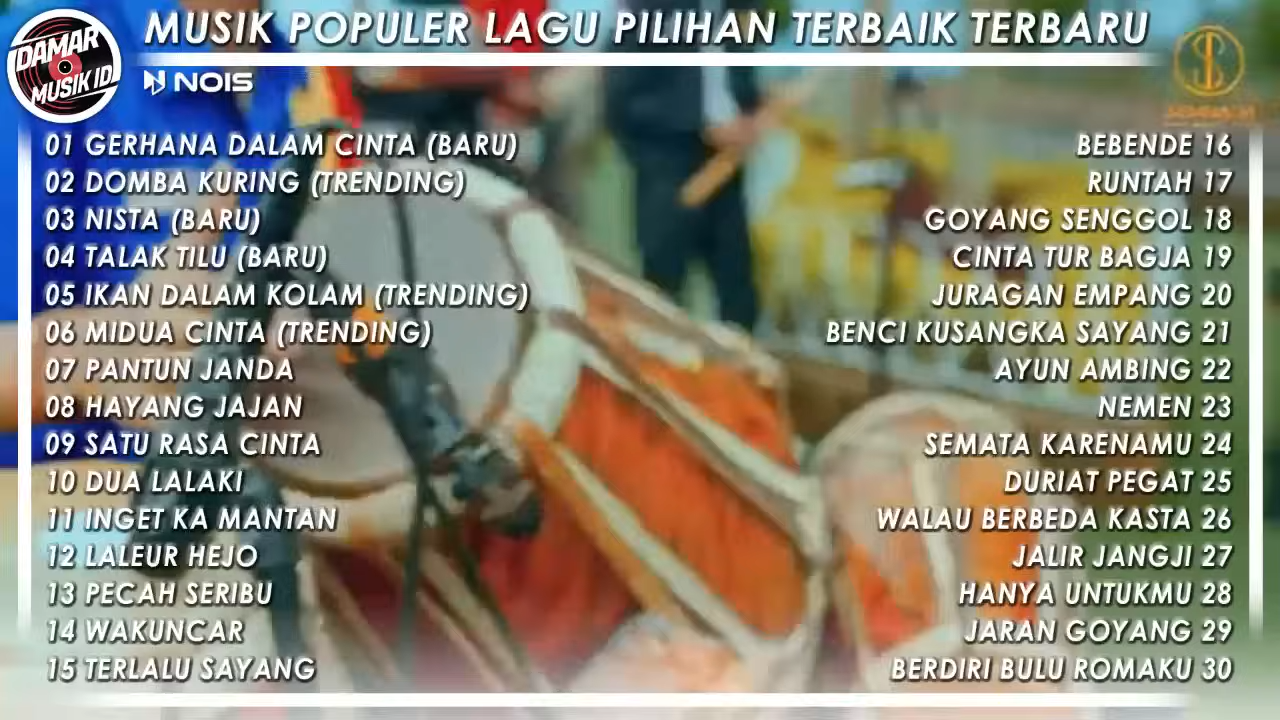 DAMAR
MUSIK ID
MUSIK POPULER LAGU PILIHAN TERBAIK TERBARU
NOIS
01 GERHANA DALAM CINTA (BARU)
02 DOMBA KURING (TRENDING)
03 NISTA (BARU)
04 TALAK TILU (BARU)
05 IKAN DALAM KOLAM (TRENDING)
06 MIDUA CINTA (TRENDING)
07 PANTUN JANDA
08 HAYANG JAJAN
09 SATU RASA CINTA
10 DUA LALAKI
11 INGET KA MANTAN
12 LALEUR HEJO
13 PECAH SERIBU
14 WAKUNCAR
15 TERLALU SAYANG
BEBENDE 16
RUNTAH 17
GOYANG SENGGOL 18
CINTA TUR BAGJA 19
JURAGAN EMPANG 20
BENCI KUSANGKA SAYANG 21
AYUN AMBING 22
NEMEN 23
SEMATA KARENAMU 24
DURIAT PEGAT 25
WALAU BERBEDA KASTA 26
JALIR JANGJI 27
HANYA UNTUKMU 28
JARAN GOYANG 29
BERDIRI BULU ROMAKU 30